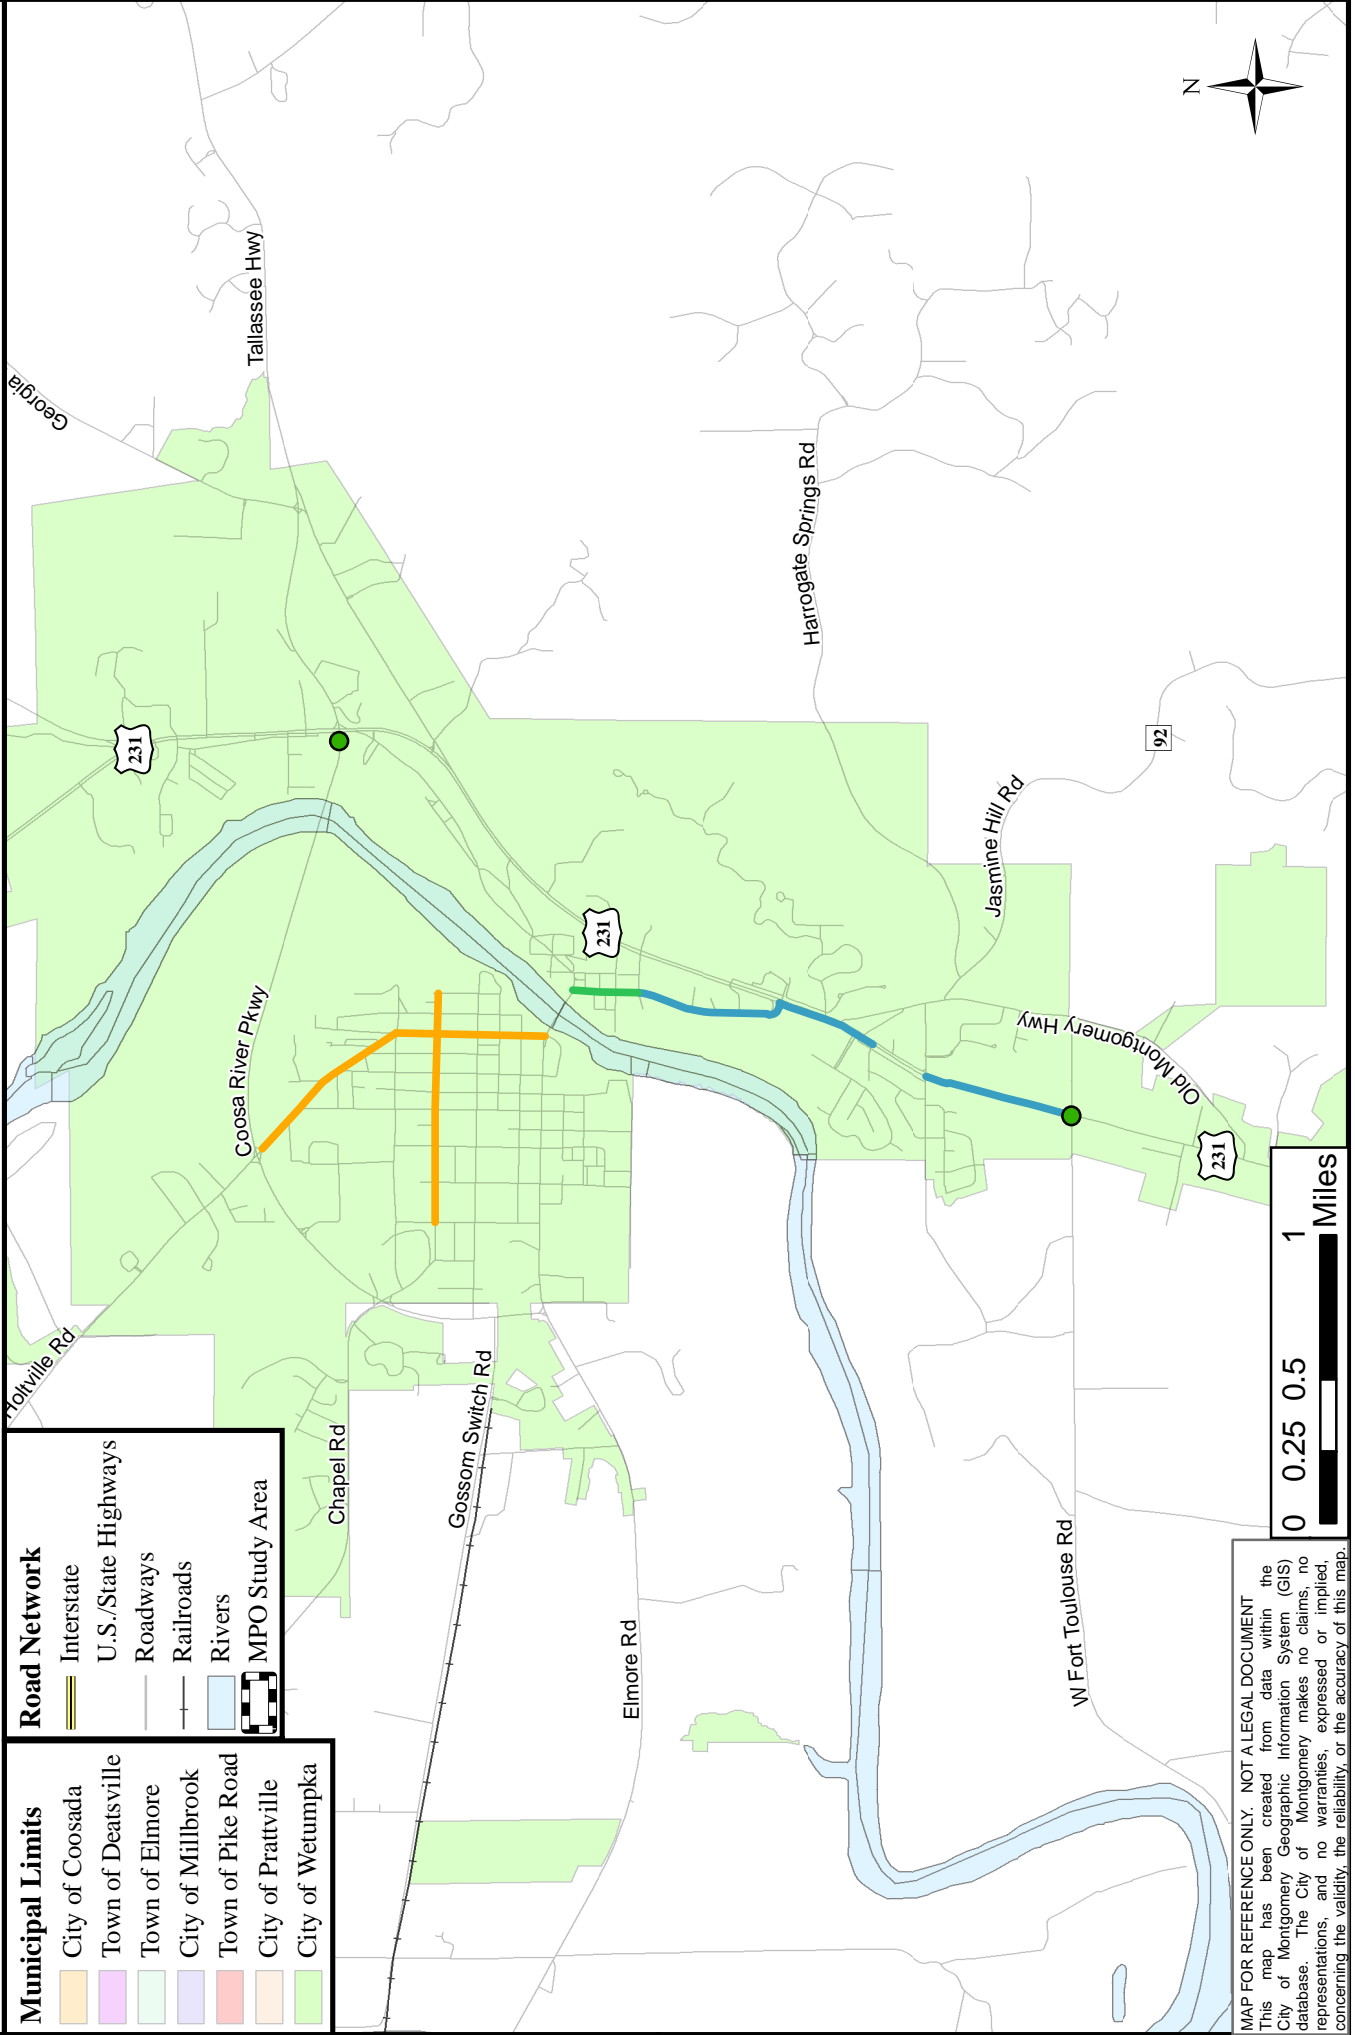 Municipal Limits
City of Coosada
Town of Deatsville
Town of Elmore
City of Millbrook
Town of Pike Road
City of Prattville
City of Wetumpka
Road Network
Interstate
U.S./State Highways
Roadways
Railroads
Rivers
MPO Study Area
Holtville Rd
Georgia
Tallassee Hwy
231
Coosa River Pkwy
Chapel Rd
Gossom Switch Rd
231
Elmore Rd
Harrogate Springs Rd
Jasmine Hill Rd
92
Old Montgomery Hwy
W Fort Toulouse Rd
231
N
MAP FOR REFERENCE ONLY. NOT A LEGAL DOCUMENT
This map has been created from data within the
City of Montgomery Geographic Information System (GIS)
database. The City of Montgomery makes no claims, no
representations, and no warranties, expressed or implied,
concerning the validity, the reliability, or the accuracy of this map.
0 0.25 0.5 1
Miles